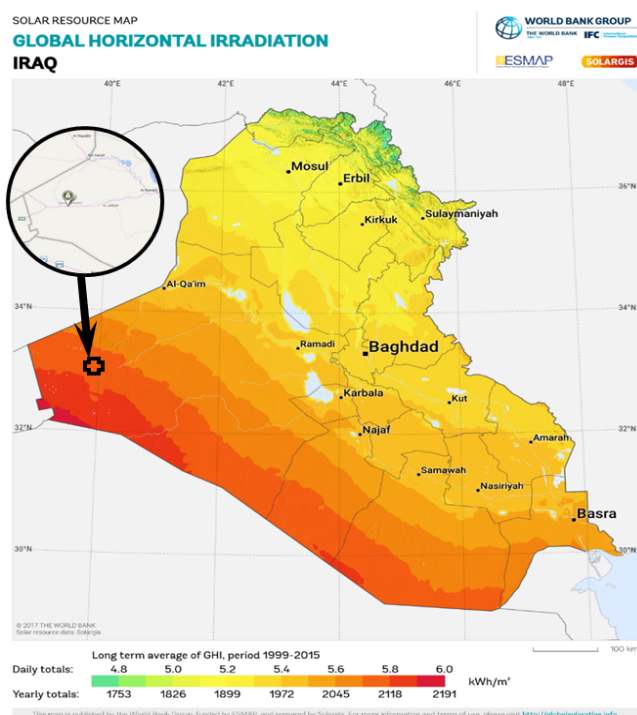 SOLAR RESOURCE MAP
GLOBAL HORIZONTAL IRRADIATION
IRAQ
WORLD BANK GROUP
THE WORLD BANK IFC
ESMAP SOLARGIS
40°E 42°E 44°E 46°E 48°E
Mosul
Erbil
36°N
Sulaymaniyah
Kirkuk
Al-Qa'im
34°N 34°N
Ramadi
Baghdad
Karbala
Kut
32°N 32°N
Najaf
Amarah
Samawah
Nasiriyah
Basra
30°N 30°N
© 2017 THE WORLD BANK
Solar resource data: Solargis
100 km
Long term average of GHI, period 1999-2015
Daily totals: 4.8 5.0 5.2 5.4 5.6 5.8 6.0
kWh/m²
Yearly totals: 1753 1826 1899 1972 2045 2118 2191